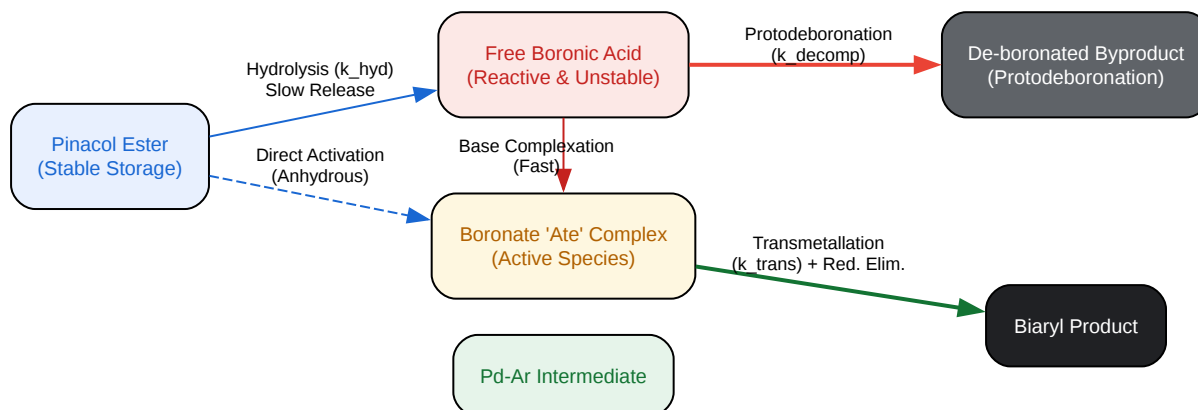 Pinacol Ester
(Stable Storage)
Hydrolysis (k_hyd)
Slow Release
Direct Activation
(Anhydrous)
Free Boronic Acid
(Reactive & Unstable)
Protodeboronation
(k_decomp)
De-boronated Byproduct
(Protodeboronation)
Base Complexation
(Fast)
Boronate 'Ate' Complex
(Active Species)
Transmetallation
(k_trans) + Red. Elim.
Biaryl Product
Pd-Ar Intermediate